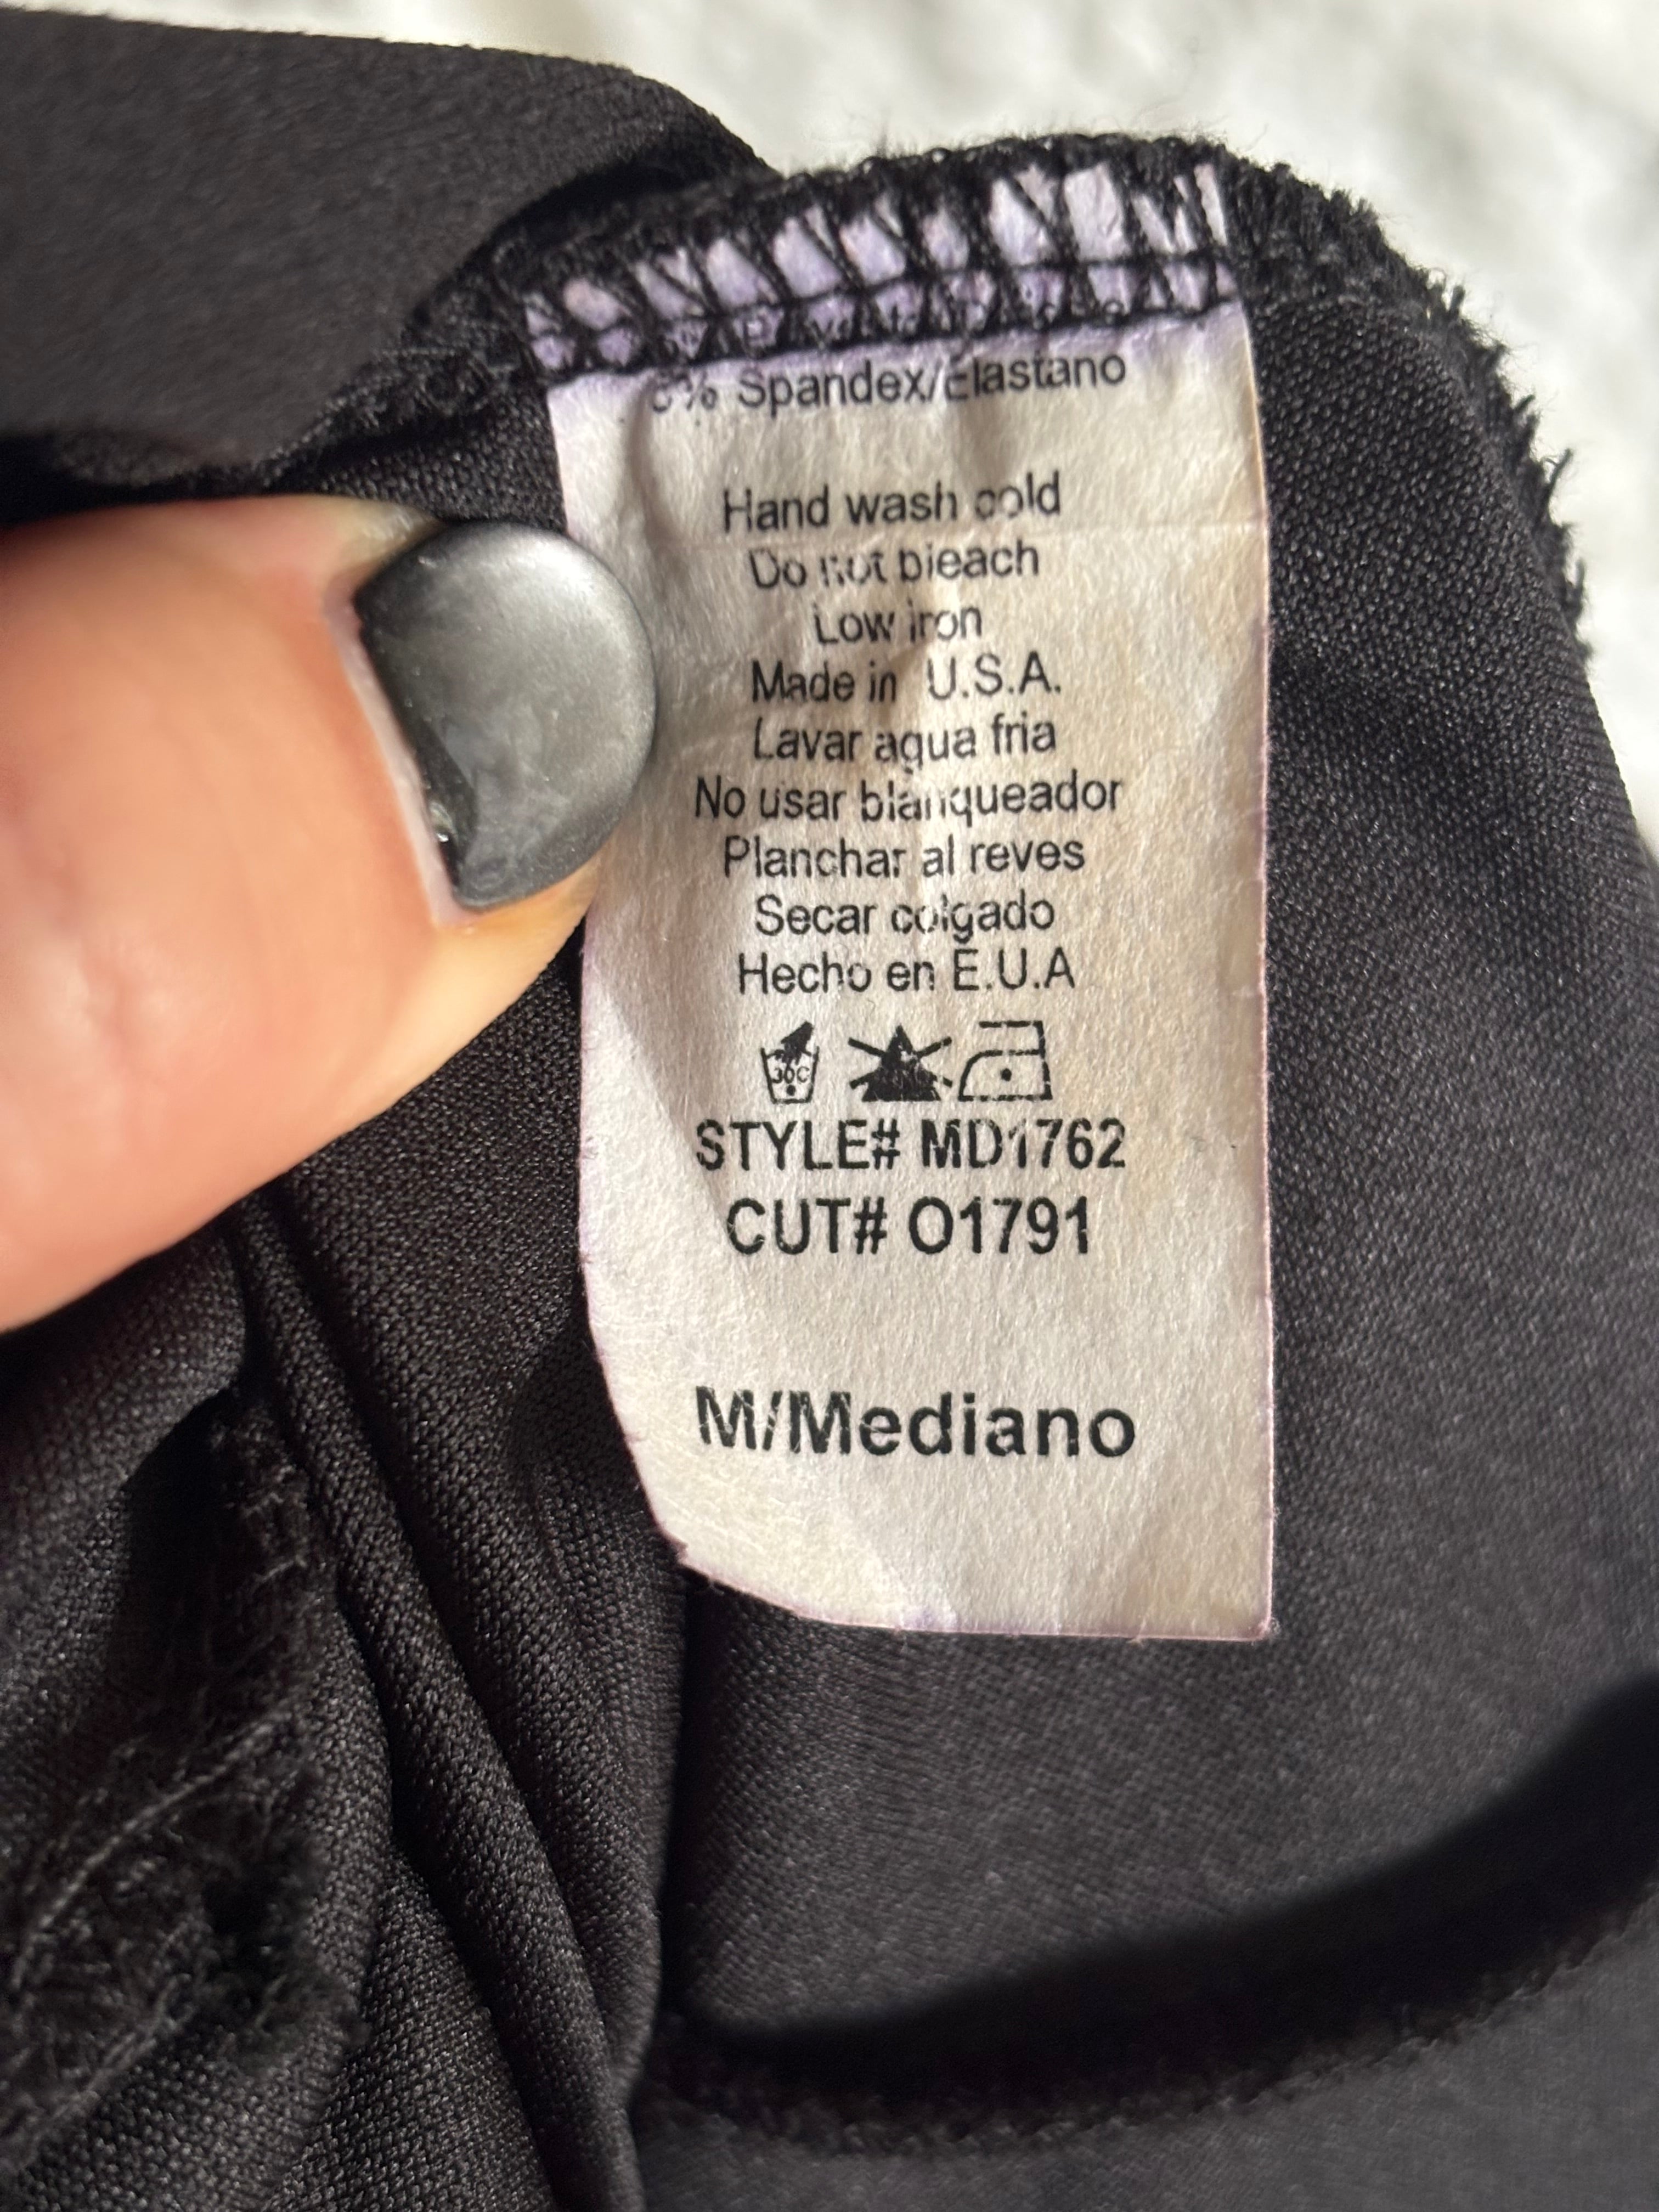 % Spandex/Elastano
Hand wash cold
Do not bleach
Low iron
Made in U.S.A.
Lavar agua fria
No usar blanqueador
Planchar al reves
Secar colgado
Hecho en E.U.A
30C
STYLE# MD1762
CUT# O1791
M/Mediano